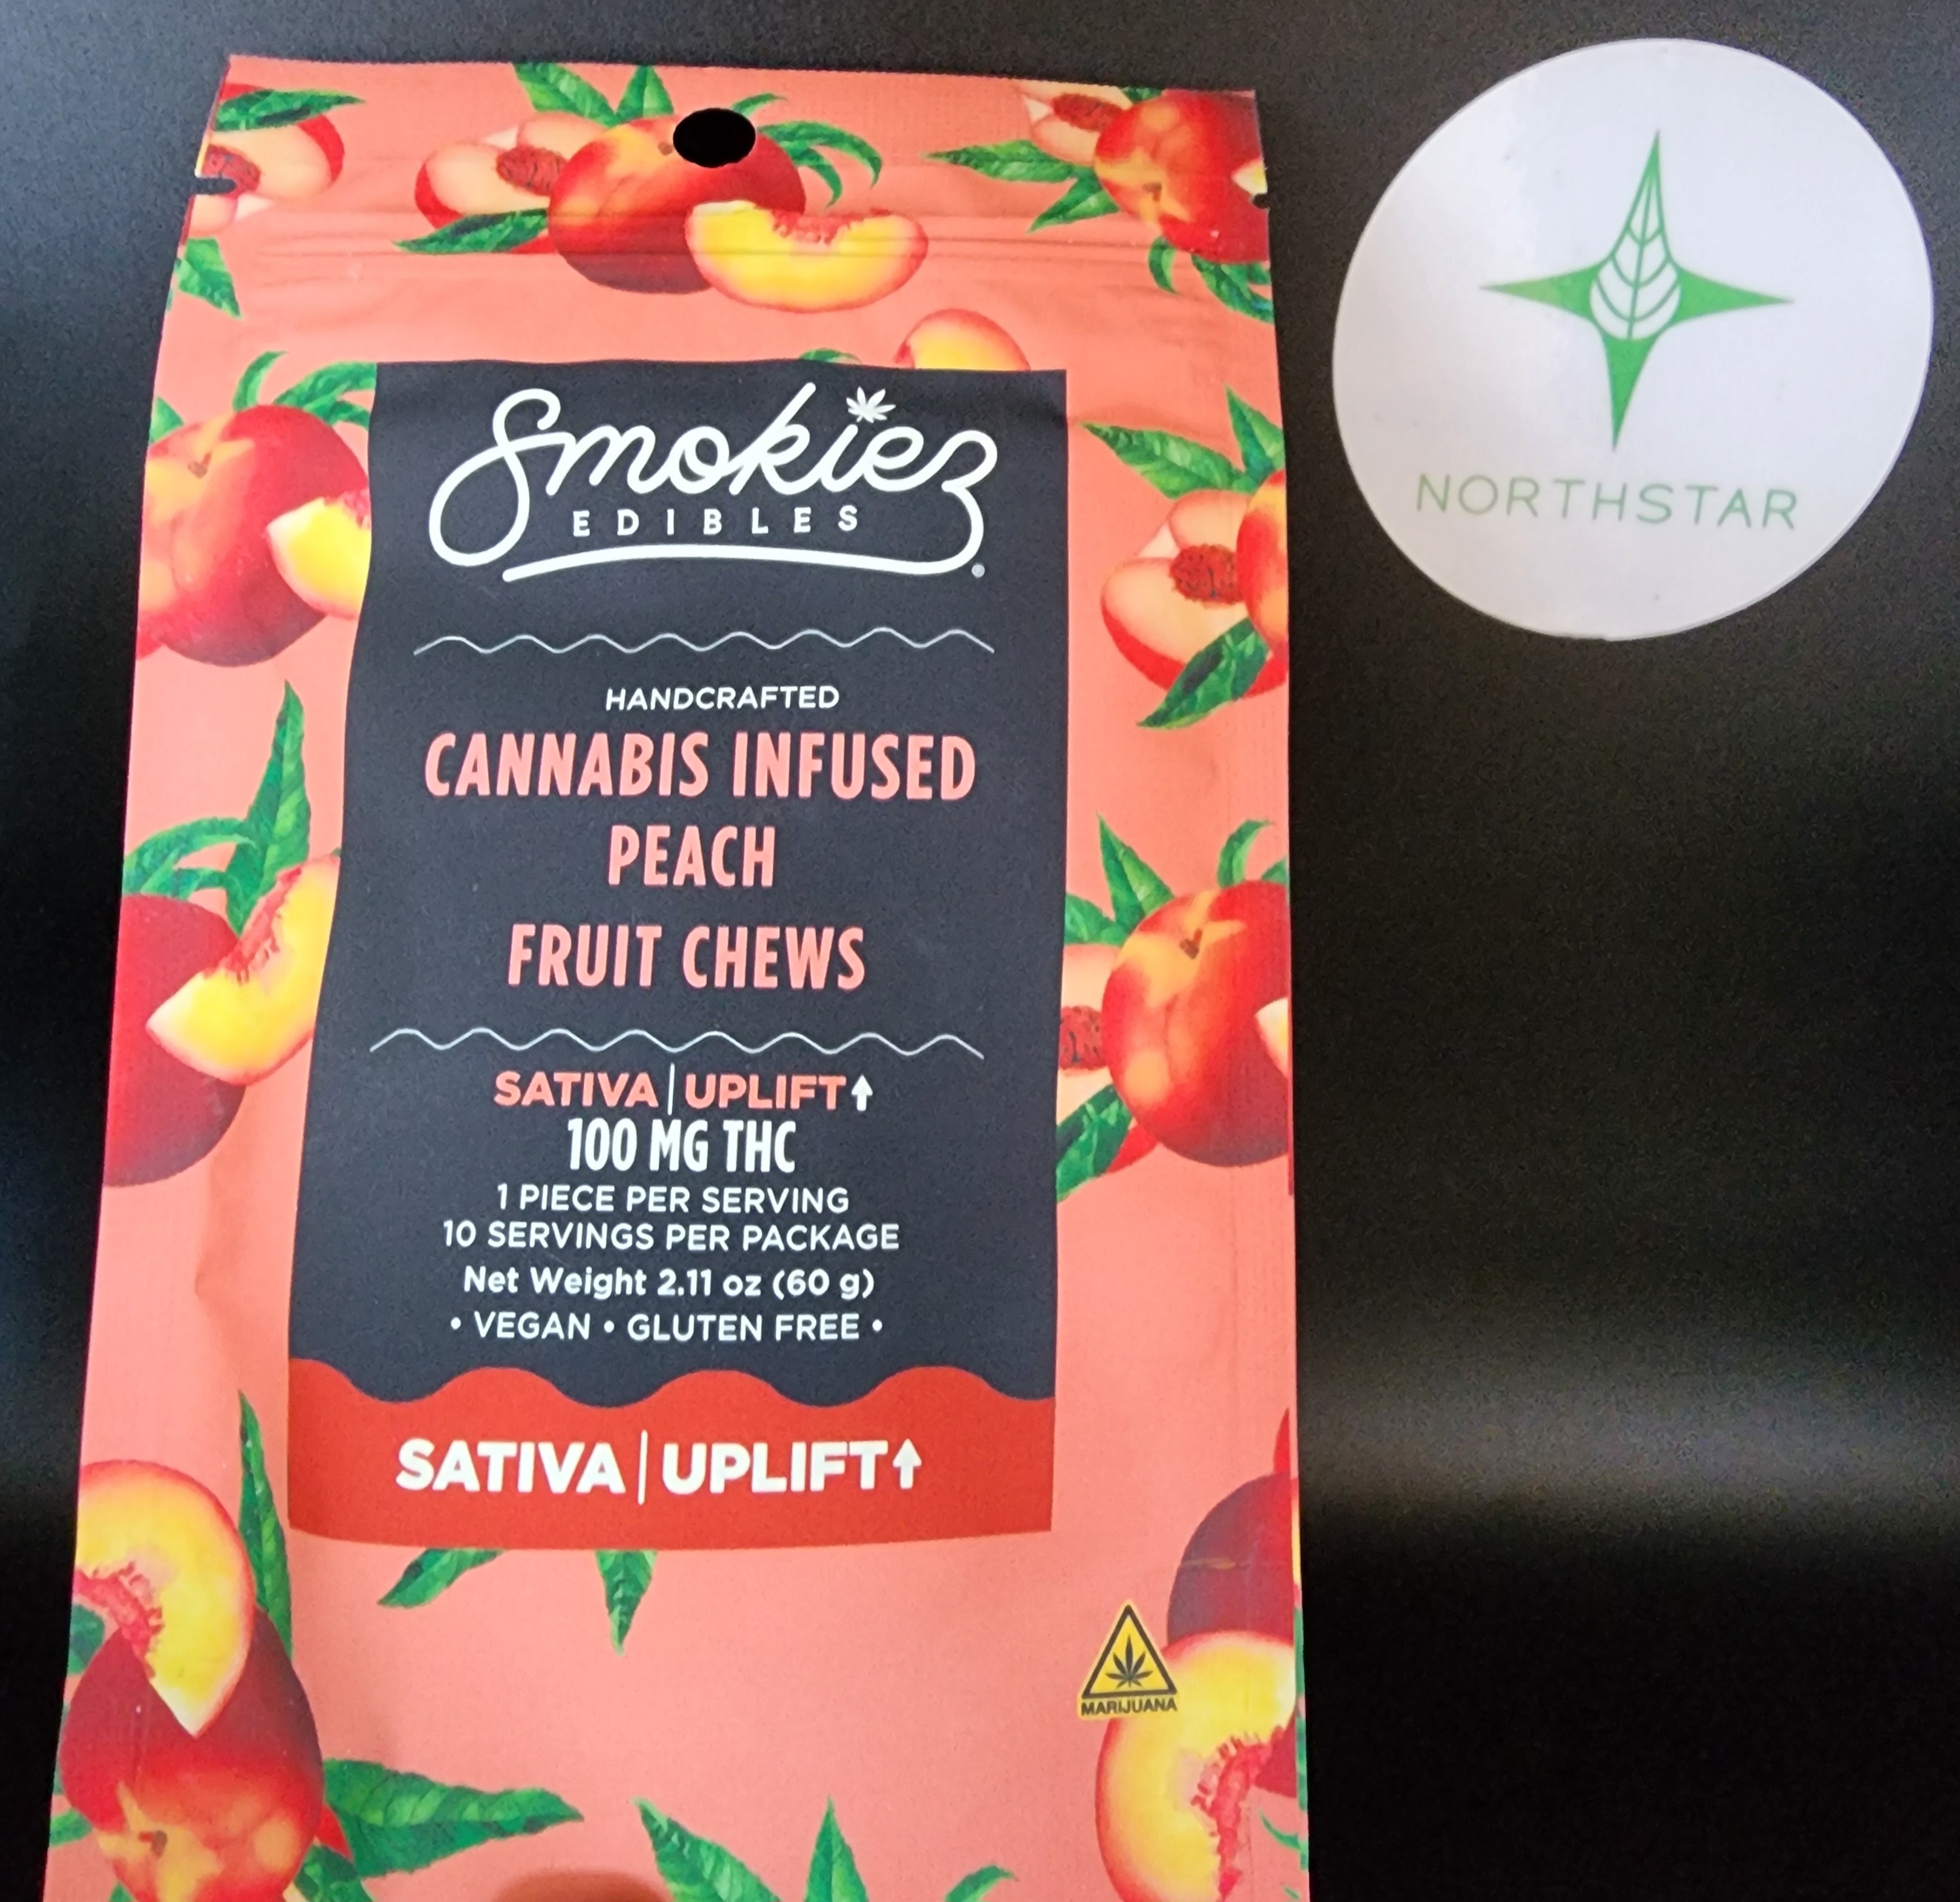 Smokiez
EDIBLES
HANDCRAFTED
CANNABIS INFUSED
PEACH
FRUIT CHEWS
SATIVA | UPLIFT↑
100 MG THC
1 PIECE PER SERVING
10 SERVINGS PER PACKAGE
Net Weight 2.11 oz (60 g)
• VEGAN • GLUTEN FREE •
SATIVA | UPLIFT↑
MARIJUANA
NORTHSTAR